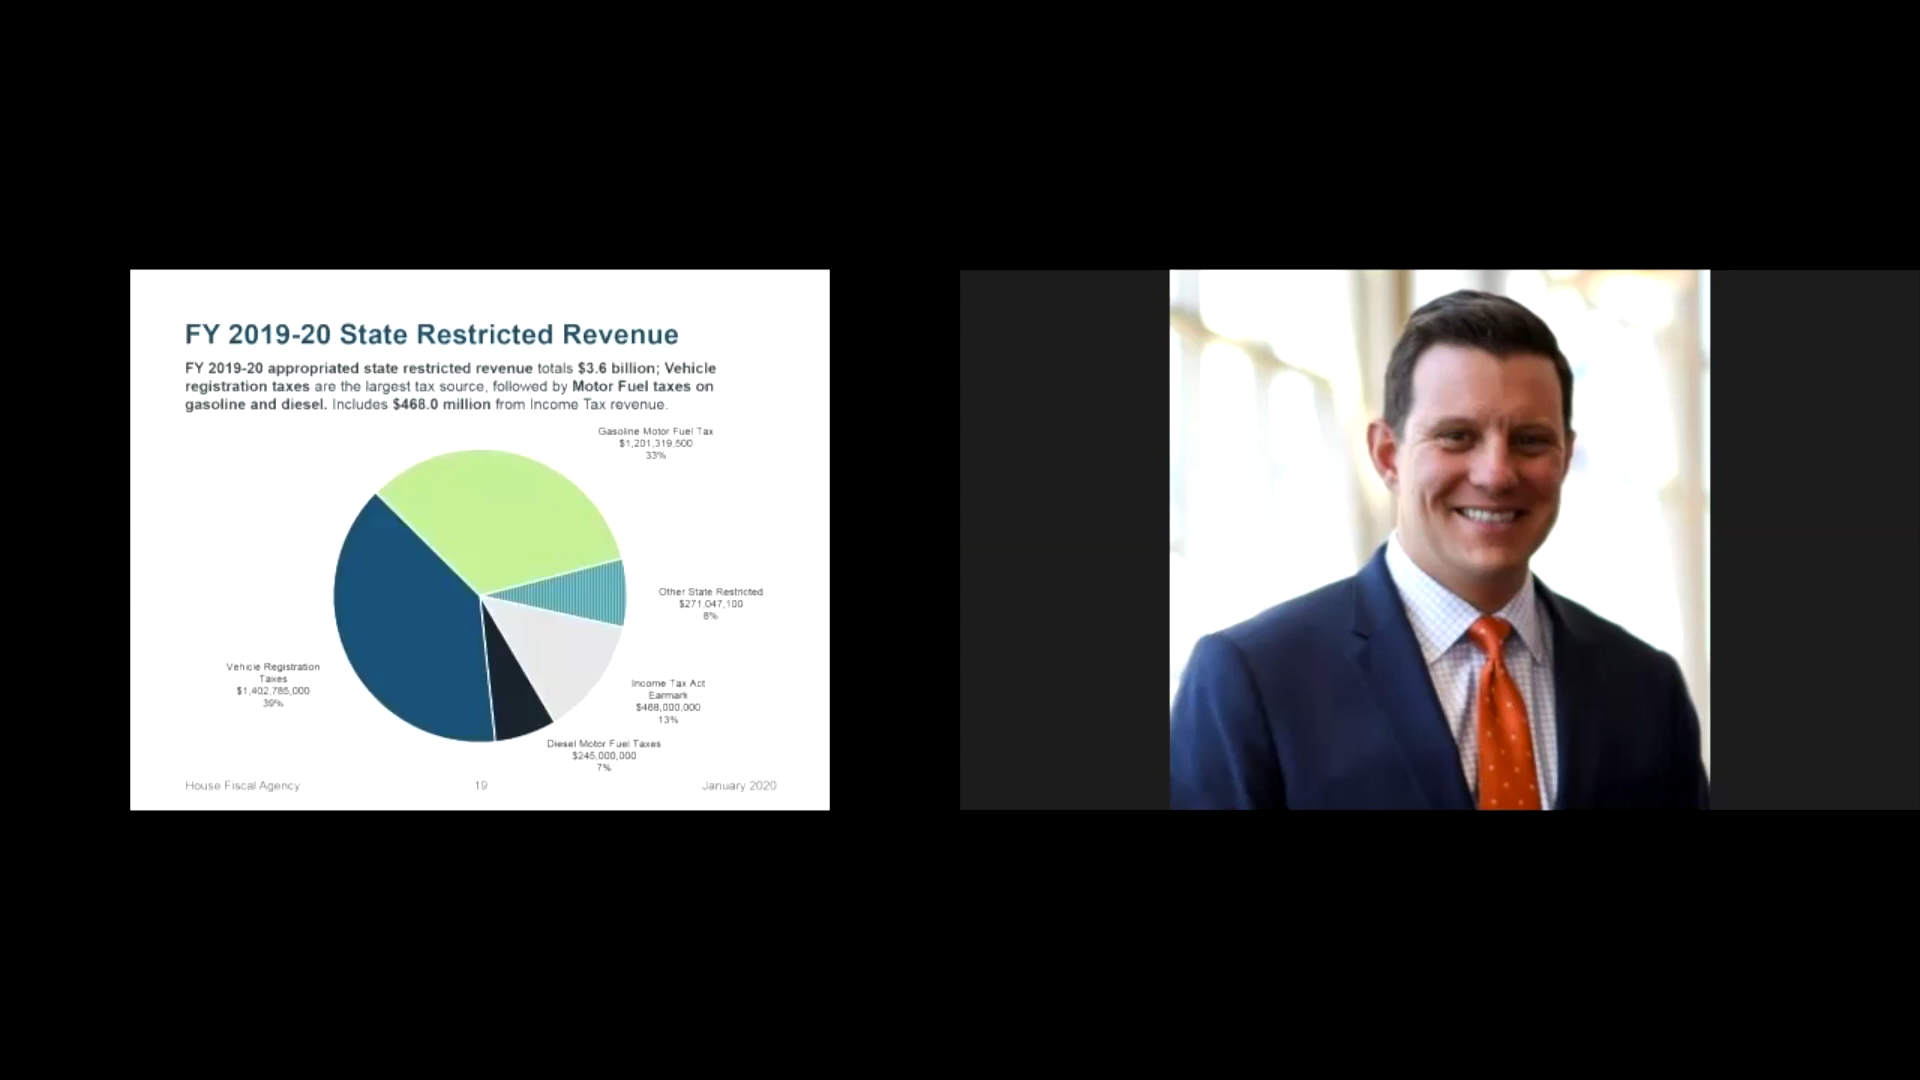 FY 2019-20 State Restricted Revenue
FY 2019-20 appropriated state restricted revenue totals $3.6 billion; Vehicle
registration taxes are the largest tax source, followed by Motor Fuel taxes on
gasoline and diesel. Includes $468.0 million from Income Tax revenue.
Gasoline Motor Fuel Tax
$1,201,319,500
33%
Other State Restricted
$271,047,100
8%
Vehicle Registration
Taxes
$1,402,785,000
39%
Income Tax Act
Earmark
$468,000,000
13%
Diesel Motor Fuel Taxes
$245,000,000
7%
House Fiscal Agency
19
January 2020